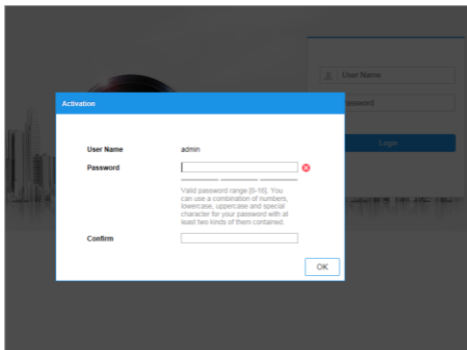 User Name
Password
Login
Activation
User Name admin
Password
Valid password range [8-16]. You
can use a combination of numbers,
lowercase, uppercase and special
character for your password with at
least two kinds of them contained.
Confirm
OK